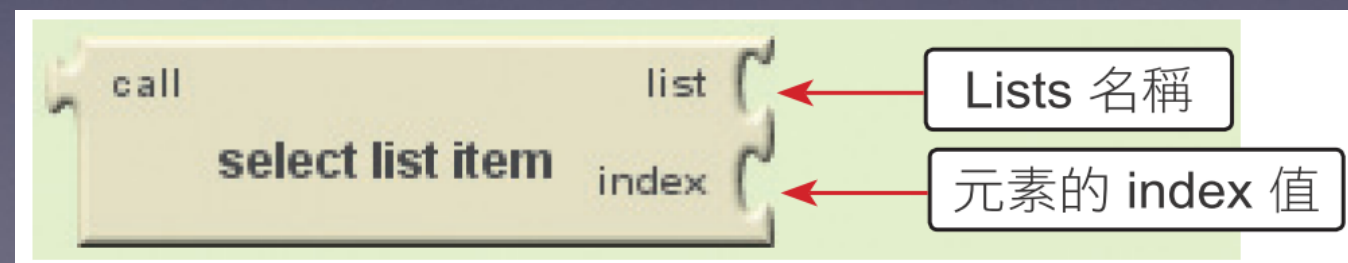 call list
Lists 名稱
select list item
index
元素的 index 值